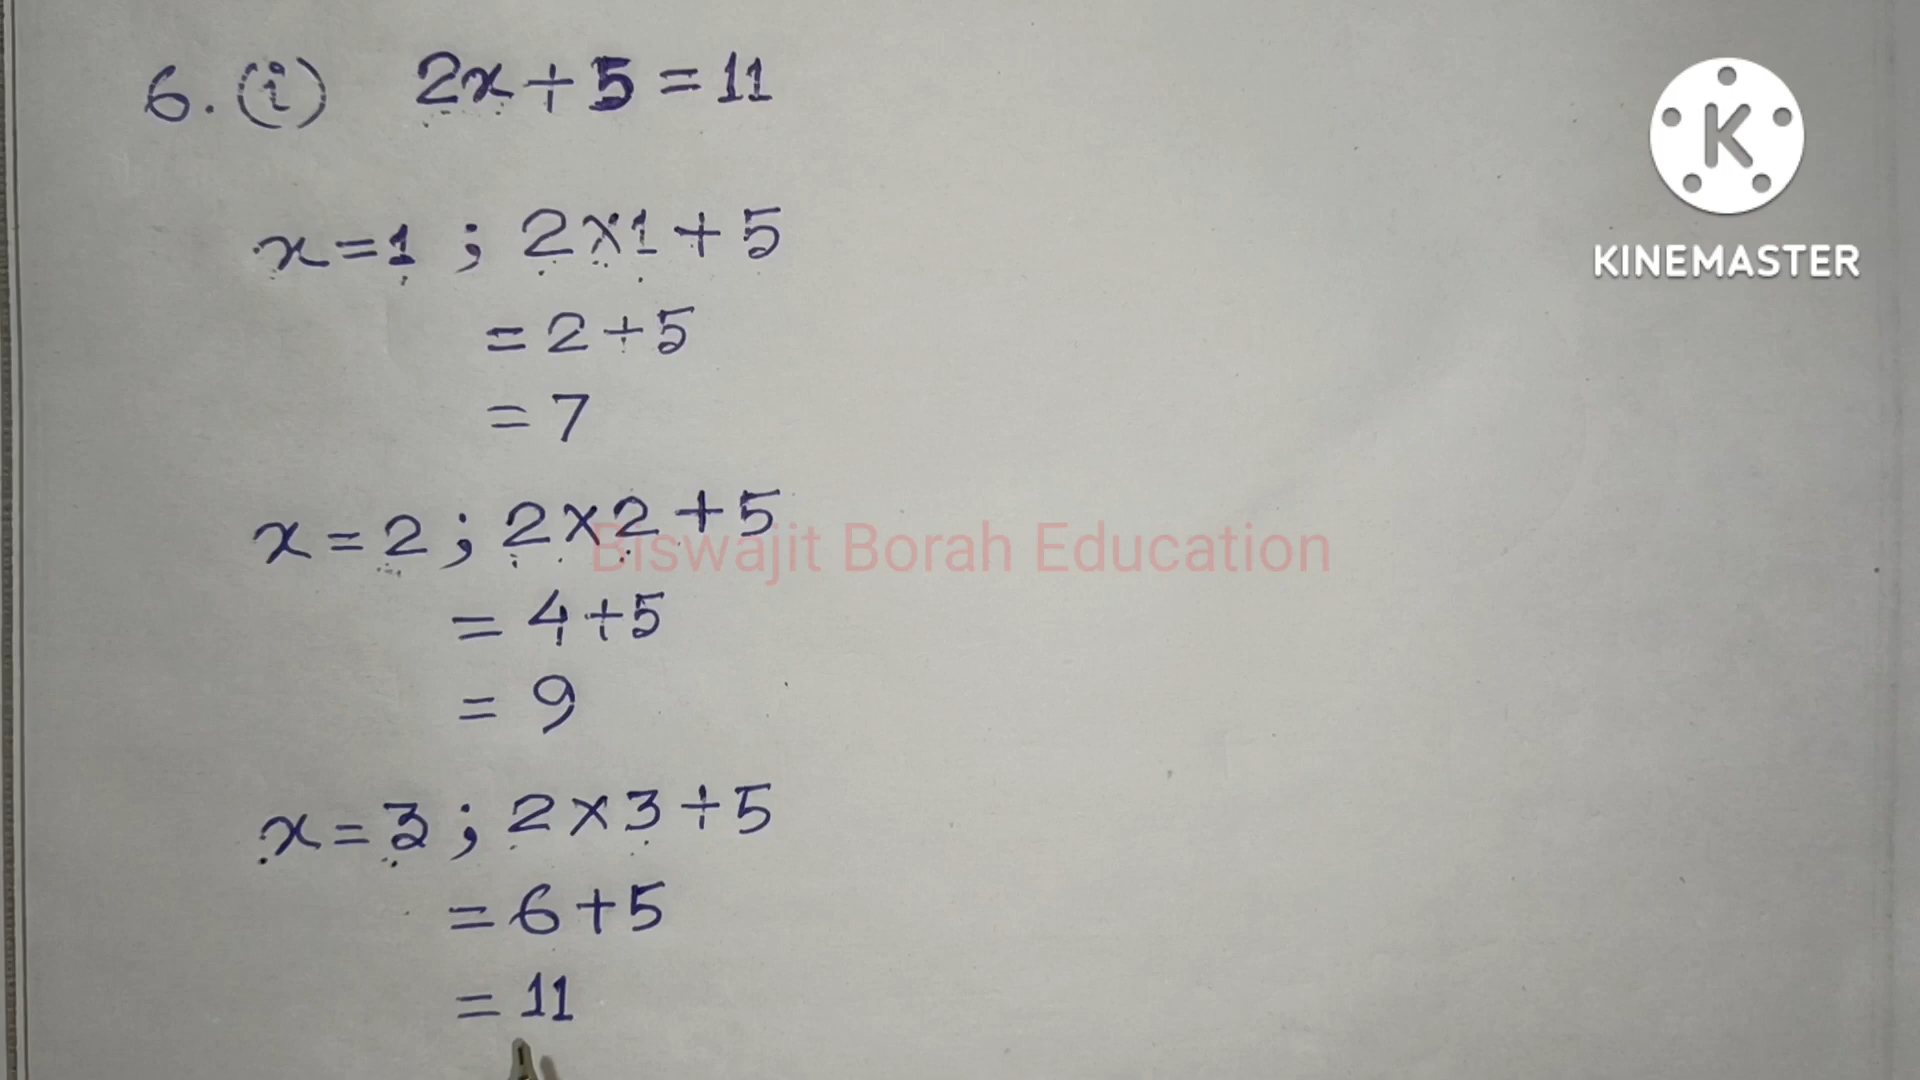 6. (i) 2x + 5 = 11
x = 1 ; 2×1 + 5
= 2 + 5
= 7
x = 2 ; 2×2 + 5
= 4 + 5
= 9
x = 3 ; 2×3 + 5
= 6 + 5
= 11
K
KINEMASTER
Biswajit Borah Education